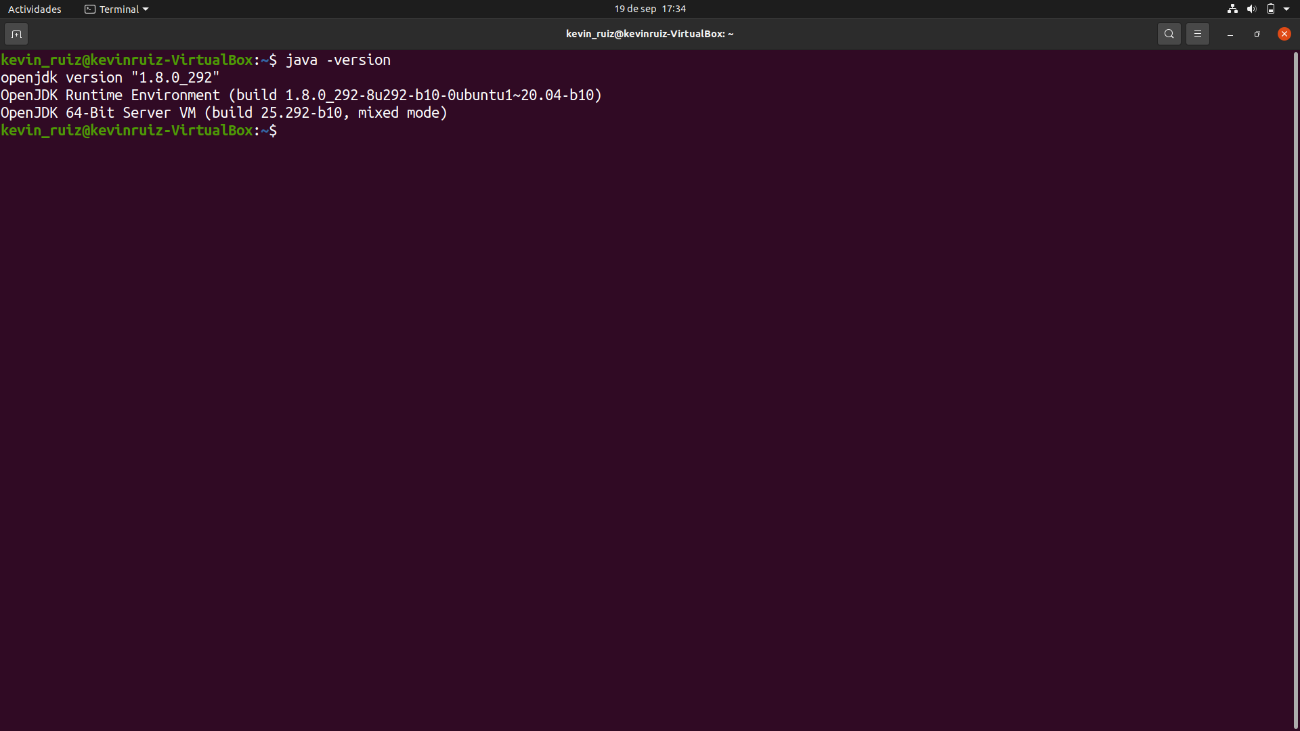 Actividades Terminal 19 de sep 17:34
kevin_ruiz@kevinruiz-VirtualBox: ~
kevin_ruiz@kevinruiz-VirtualBox:~$ java -version
openjdk version "1.8.0_292"
OpenJDK Runtime Environment (build 1.8.0_292-8u292-b10-0ubuntu1~20.04-b10)
OpenJDK 64-Bit Server VM (build 25.292-b10, mixed mode)
kevin_ruiz@kevinruiz-VirtualBox:~$